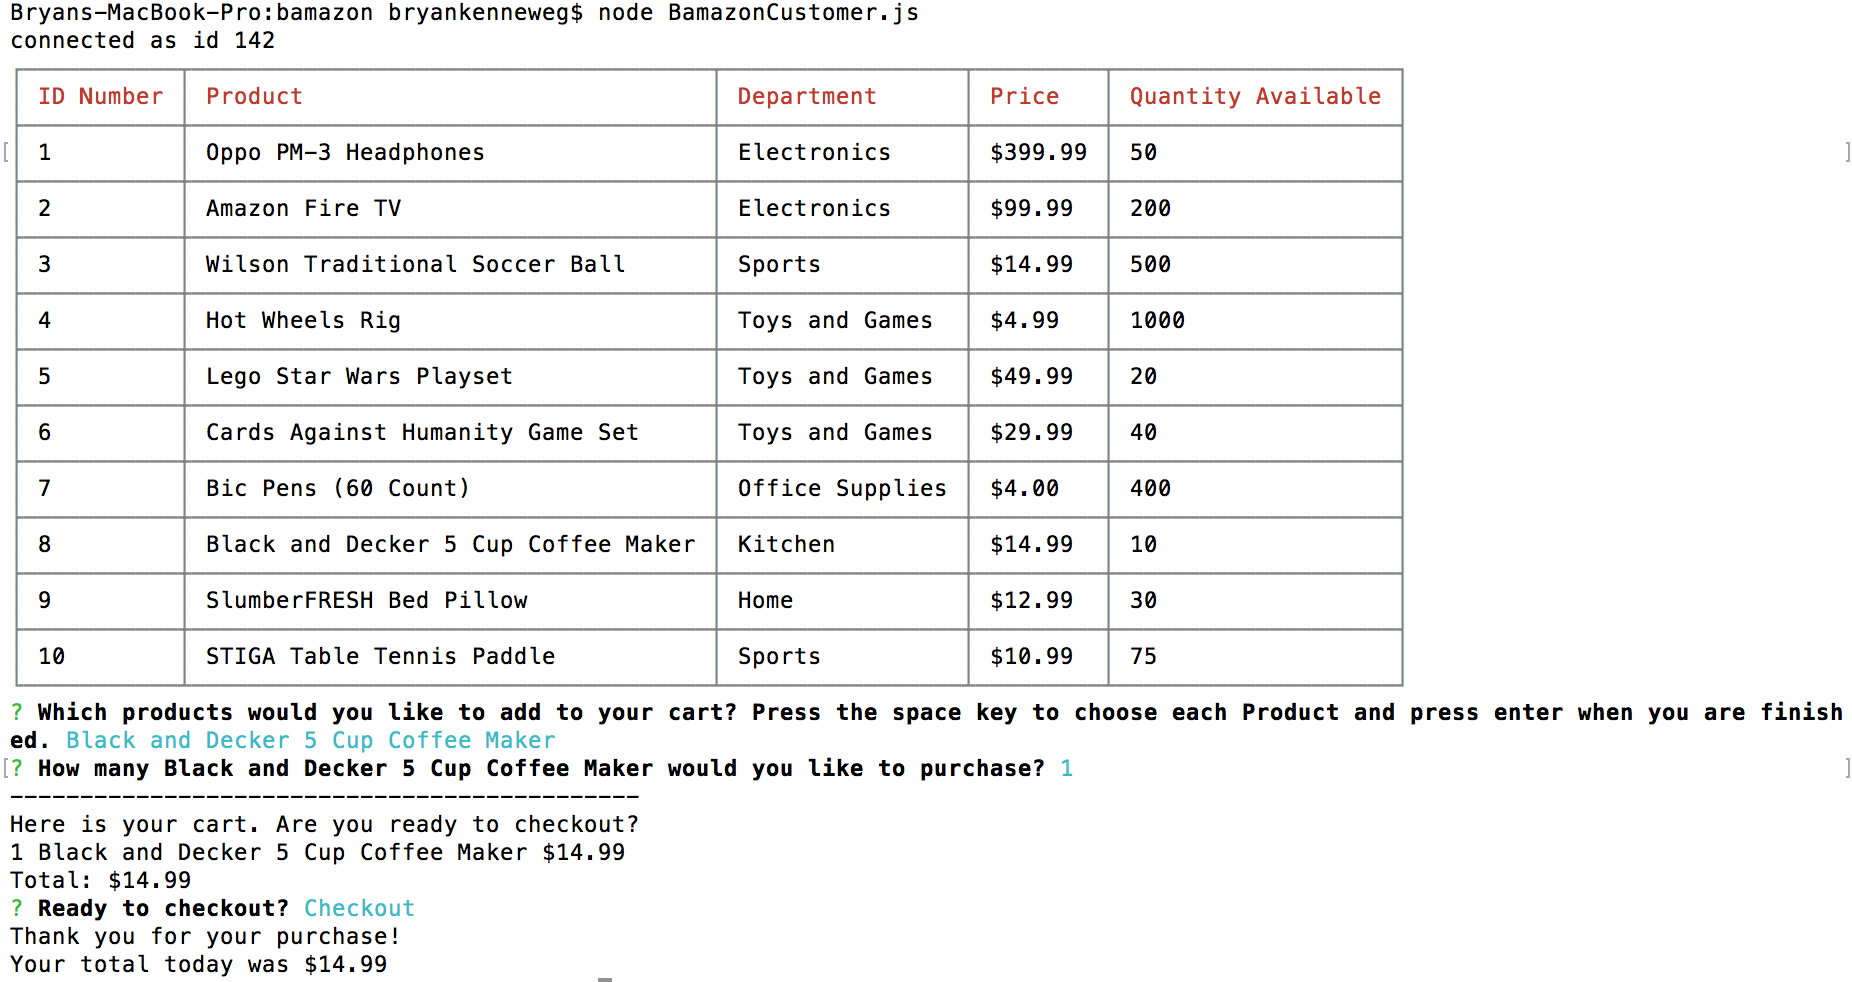 Bryans-MacBook-Pro:bamazon bryankenneweg$ node BamazonCustomer.js
connected as id 142
ID Number Product Department Price Quantity Available
1 Oppo PM-3 Headphones Electronics $399.99 50
2 Amazon Fire TV Electronics $99.99 200
3 Wilson Traditional Soccer Ball Sports $14.99 500
4 Hot Wheels Rig Toys and Games $4.99 1000
5 Lego Star Wars Playset Toys and Games $49.99 20
6 Cards Against Humanity Game Set Toys and Games $29.99 40
7 Bic Pens (60 Count) Office Supplies $4.00 400
8 Black and Decker 5 Cup Coffee Maker Kitchen $14.99 10
9 SlumberFRESH Bed Pillow Home $12.99 30
10 STIGA Table Tennis Paddle Sports $10.99 75
? Which products would you like to add to your cart? Press the space key to choose each Product and press enter when you are finish
ed. Black and Decker 5 Cup Coffee Maker
? How many Black and Decker 5 Cup Coffee Maker would you like to purchase? 1
---------------------------------------------
Here is your cart. Are you ready to checkout?
1 Black and Decker 5 Cup Coffee Maker $14.99
Total: $14.99
? Ready to checkout? Checkout
Thank you for your purchase!
Your total today was $14.99